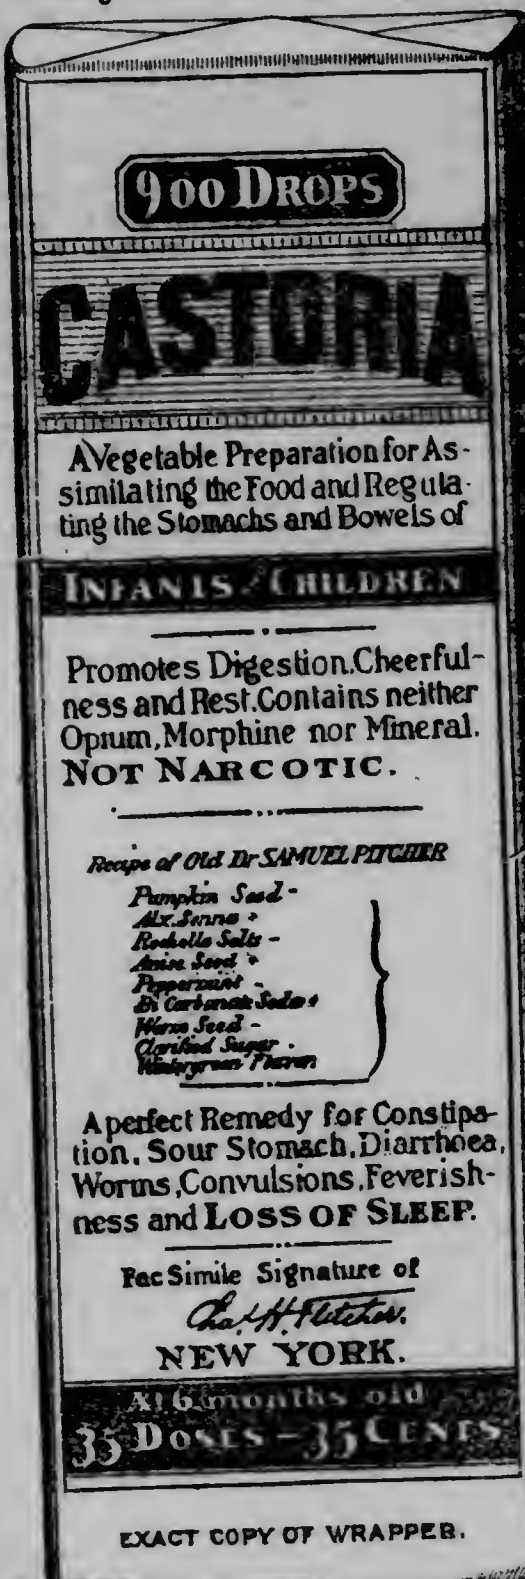 900 DROPS
CASTORIA
A Vegetable Preparation for As-
similating the Food and Regula-
ting the Stomachs and Bowels of
INFANTS CHILDREN
Promotes Digestion, Cheerful-
ness and Rest. Contains neither
Opium, Morphine nor Mineral.
NOT NARCOTIC.
Recipe of Old Dr SAMUEL PITCHER
Pumpkin Seed -
Alx. Senna +
Rochelle Salts -
Anise Seed +
Peppermint -
Bi Carbonate Soda +
Worm Seed -
Clarified Sugar .
Wintergreen Flavor
A perfect Remedy for Constipa-
tion, Sour Stomach, Diarrhoea,
Worms, Convulsions, Feverish-
ness and LOSS OF SLEEP.
Fac Simile Signature of
Chas. H. Fletcher.
NEW YORK.
At 6 months old
35 DOSES – 35 CENTS
EXACT COPY OF WRAPPER.